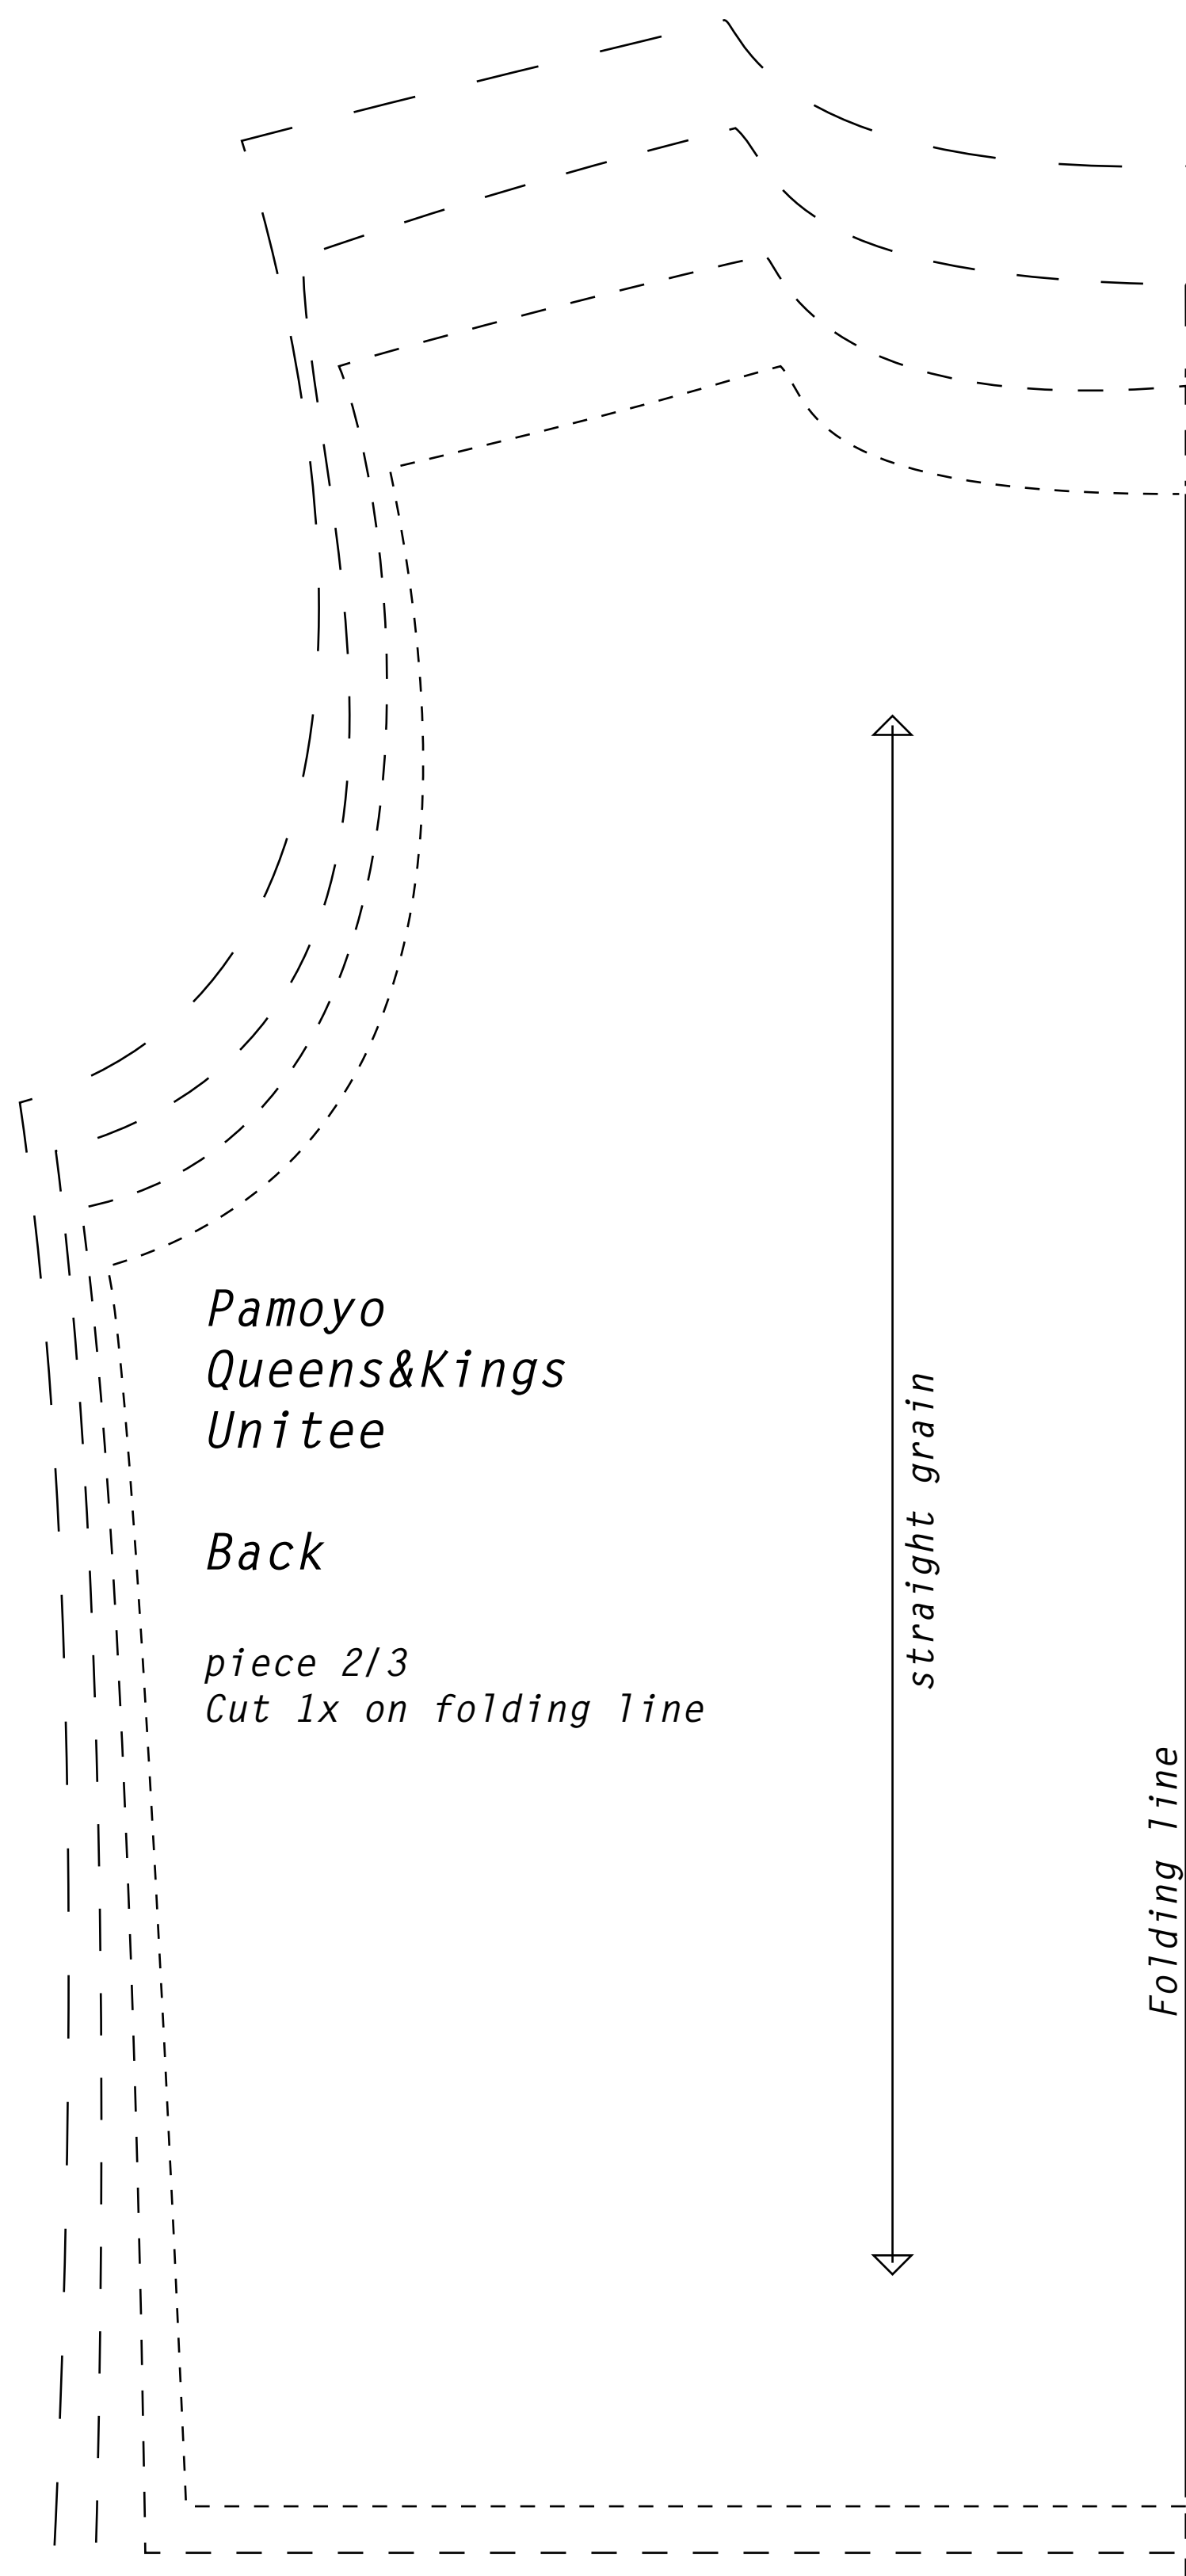 Pamoyo
Queens&Kings
Unitee
Back
piece 2/3
Cut 1x on folding line
straight grain
Folding line